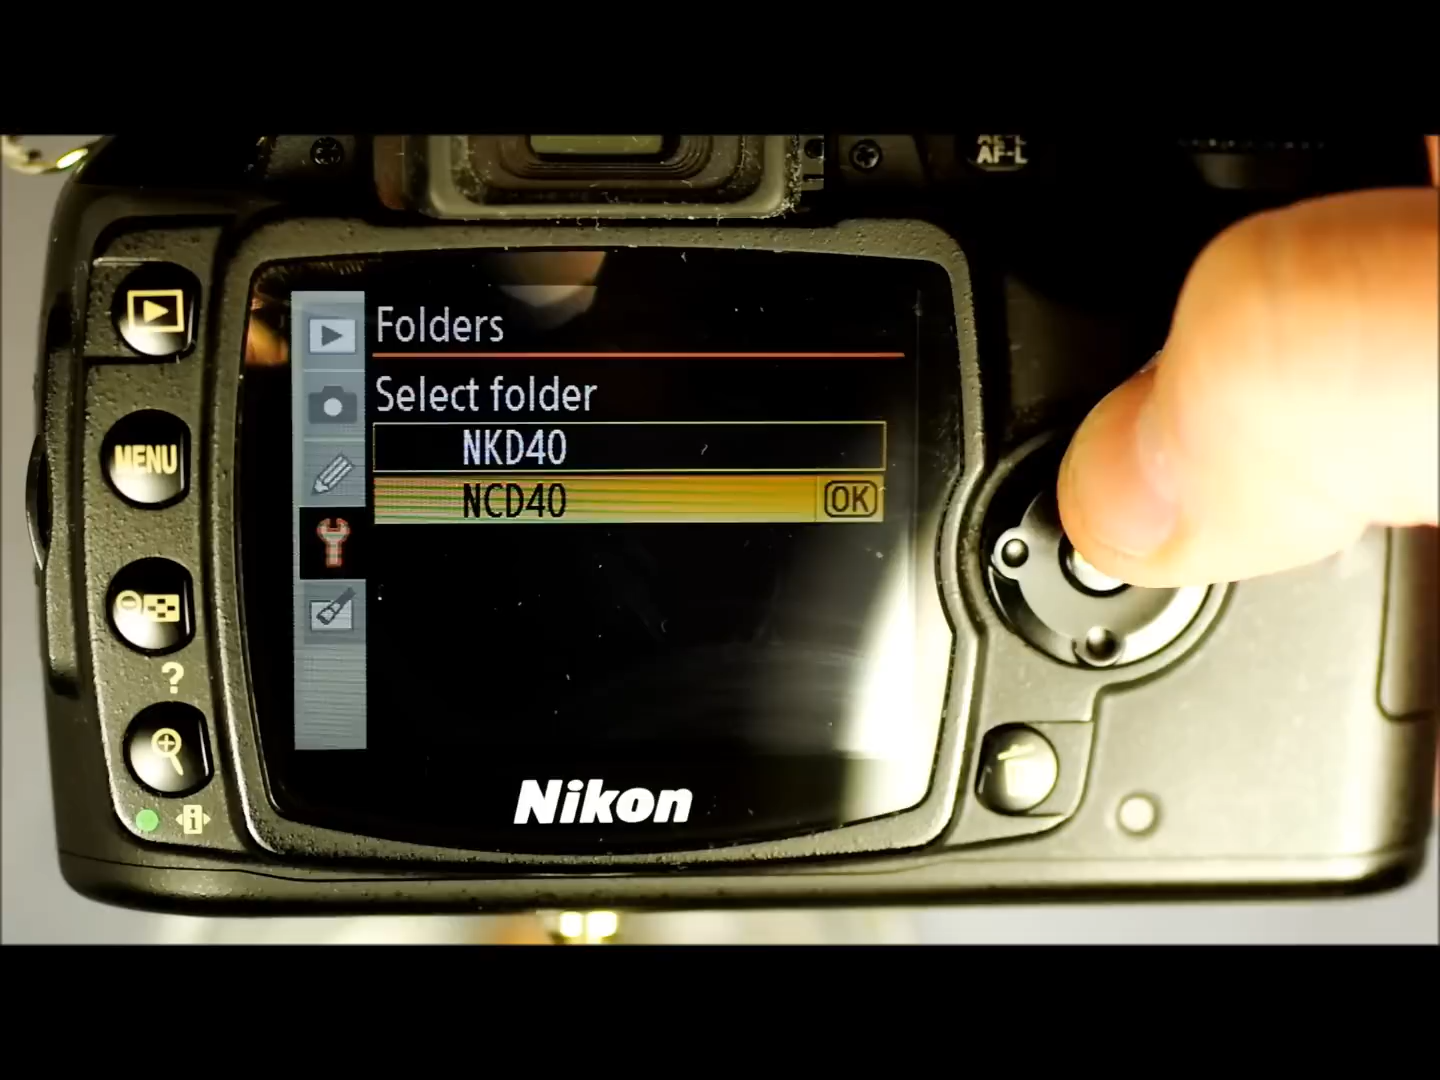 AE-L
AF-L
Folders
Select folder
NKD40
NCD40 OK
MENU
?
i
Nikon